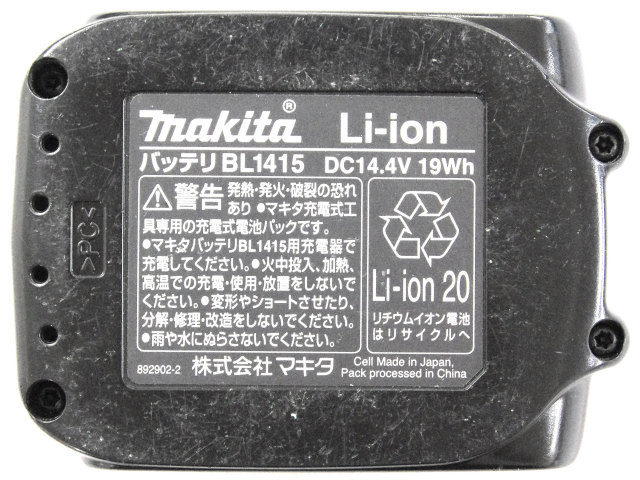 makita® Li-ion
バッテリ BL1415 DC14.4V 19Wh
⚠警告 発熱・発火・破裂の恐れ
あり ●マキタ充電式工
具専用の充電式電池パックです。
●マキタバッテリBL1415用充電器で
充電してください。●火中投入、加熱、
高温での充電・使用・放置をしないで
ください。●変形やショートさせたり、
分解・修理・改造をしないでください。
●雨や水にぬらさないでください。
Li-ion 20
リチウムイオン電池
はリサイクルへ
892902-2 株式会社 マキタ
Cell Made in Japan,
Pack processed in China
>PC<